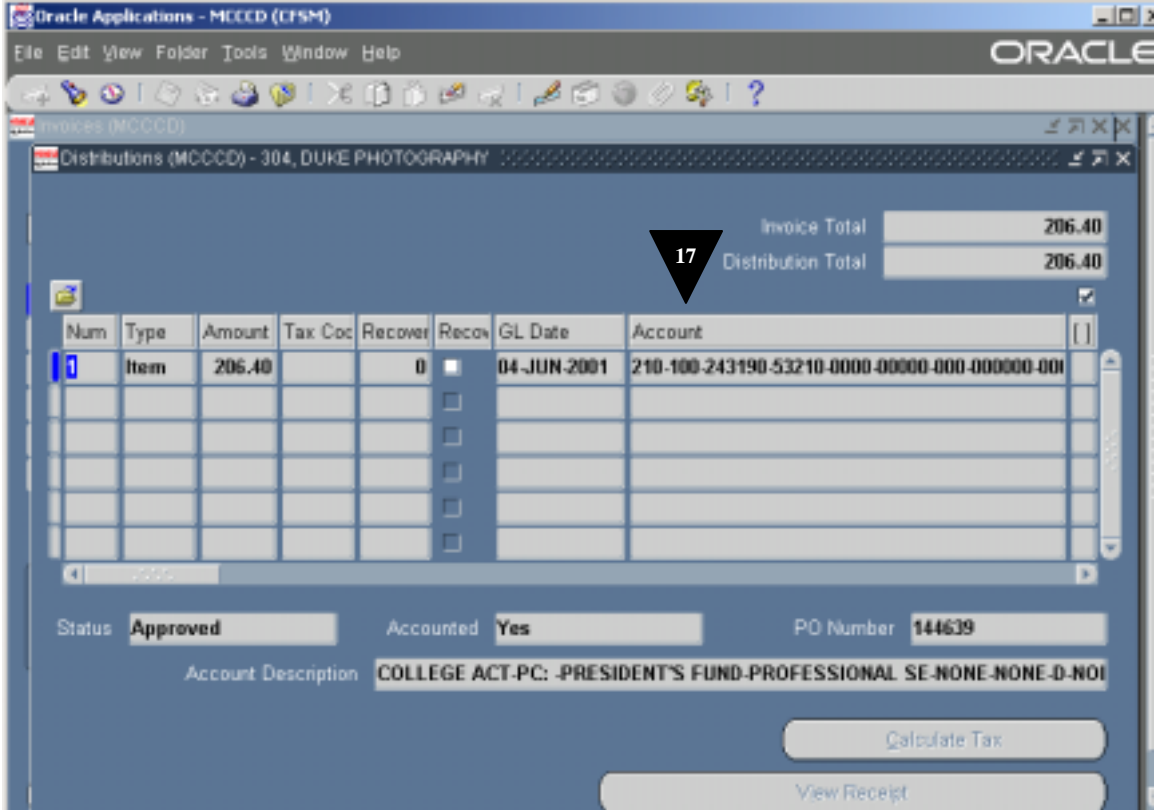 Oracle Applications - MCCCD (CFSM)
File Edit View Folder Tools Window Help
ORACLE
Invoices (MCCCD)
Distributions (MCCCD) - 304, DUKE PHOTOGRAPHY
Invoice Total 206.40
17
Distribution Total 206.40
Num Type Amount Tax Coc Recover Recov GL Date Account [ ]
1 Item 206.40 0 04-JUN-2001 210-100-243190-53210-0000-00000-000-000000-00
Status Approved Accounted Yes PO Number 144639
Account Description COLLEGE ACT-PC: -PRESIDENT'S FUND-PROFESSIONAL SE-NONE-NONE-D-NO
Calculate Tax
View Receipt